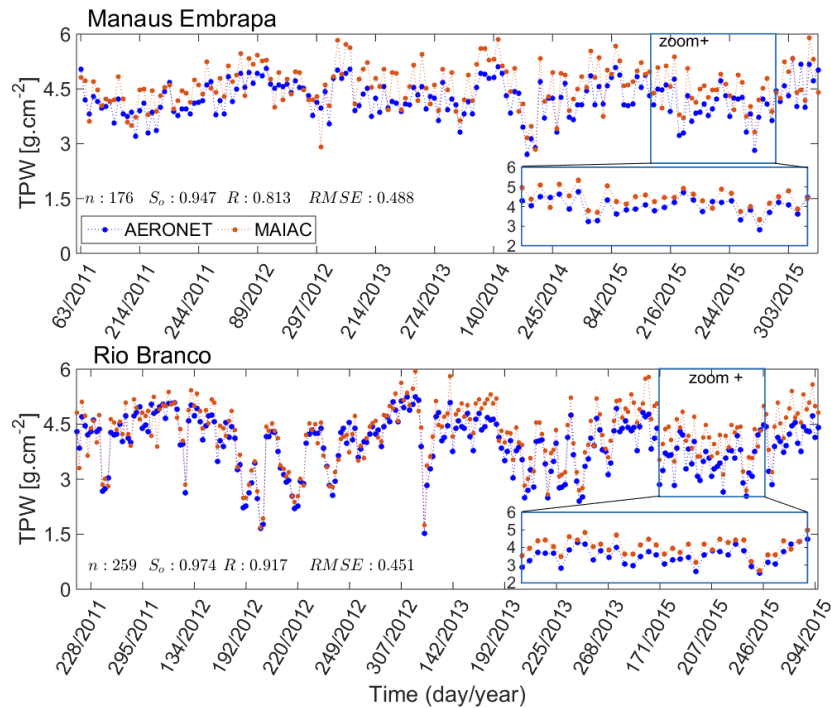 Manaus Embrapa
6
4.5
3
1.5
0
TPW [g.cm⁻²]
zoom+
n : 176 Sₒ : 0.947 R : 0.813 RMSE : 0.488
AERONET MAIAC
6
5
4
3
2
63/2011 214/2011 244/2011 89/2012 297/2012 214/2013 274/2013 140/2014 245/2014 84/2015 216/2015 244/2015 303/2015
Rio Branco
6
4.5
3
1.5
0
TPW [g.cm⁻²]
zoom +
n : 259 Sₒ : 0.974 R : 0.917 RMSE : 0.451
6
5
4
3
2
228/2011 295/2011 134/2012 192/2012 220/2012 249/2012 307/2012 142/2013 192/2013 225/2013 268/2013 171/2015 207/2015 246/2015 294/2015
Time (day/year)